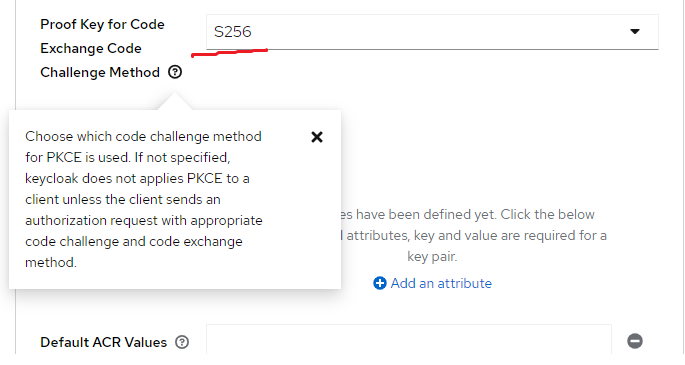 Proof Key for Code
Exchange Code
Challenge Method
S256
Choose which code challenge method
for PKCE is used. If not specified,
keycloak does not applies PKCE to a
client unless the client sends an
authorization request with appropriate
code challenge and code exchange
method.
es have been defined yet. Click the below
attributes, key and value are required for a
key pair.
Add an attribute
Default ACR Values